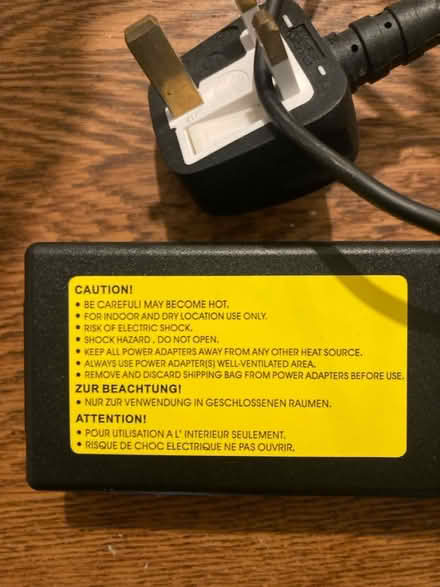 CAUTION!
• BE CAREFUL! MAY BECOME HOT.
• FOR INDOOR AND DRY LOCATION USE ONLY.
• RISK OF ELECTRIC SHOCK.
• SHOCK HAZARD , DO NOT OPEN.
• KEEP ALL POWER ADAPTERS AWAY FROM ANY OTHER HEAT SOURCE.
• ALWAYS USE POWER ADAPTER(S) WELL-VENTILATED AREA.
• REMOVE AND DISCARD SHIPPING BAG FROM POWER ADAPTERS BEFORE USE.
ZUR BEACHTUNG!
• NUR ZUR VERWENDUNG IN GESCHLOSSENEN RAUMEN.
ATTENTION!
• POUR UTILISATION A L' INTERIEUR SEULEMENT.
• RISQUE DE CHOC ELECTRIQUE NE PAS OUVRIR.